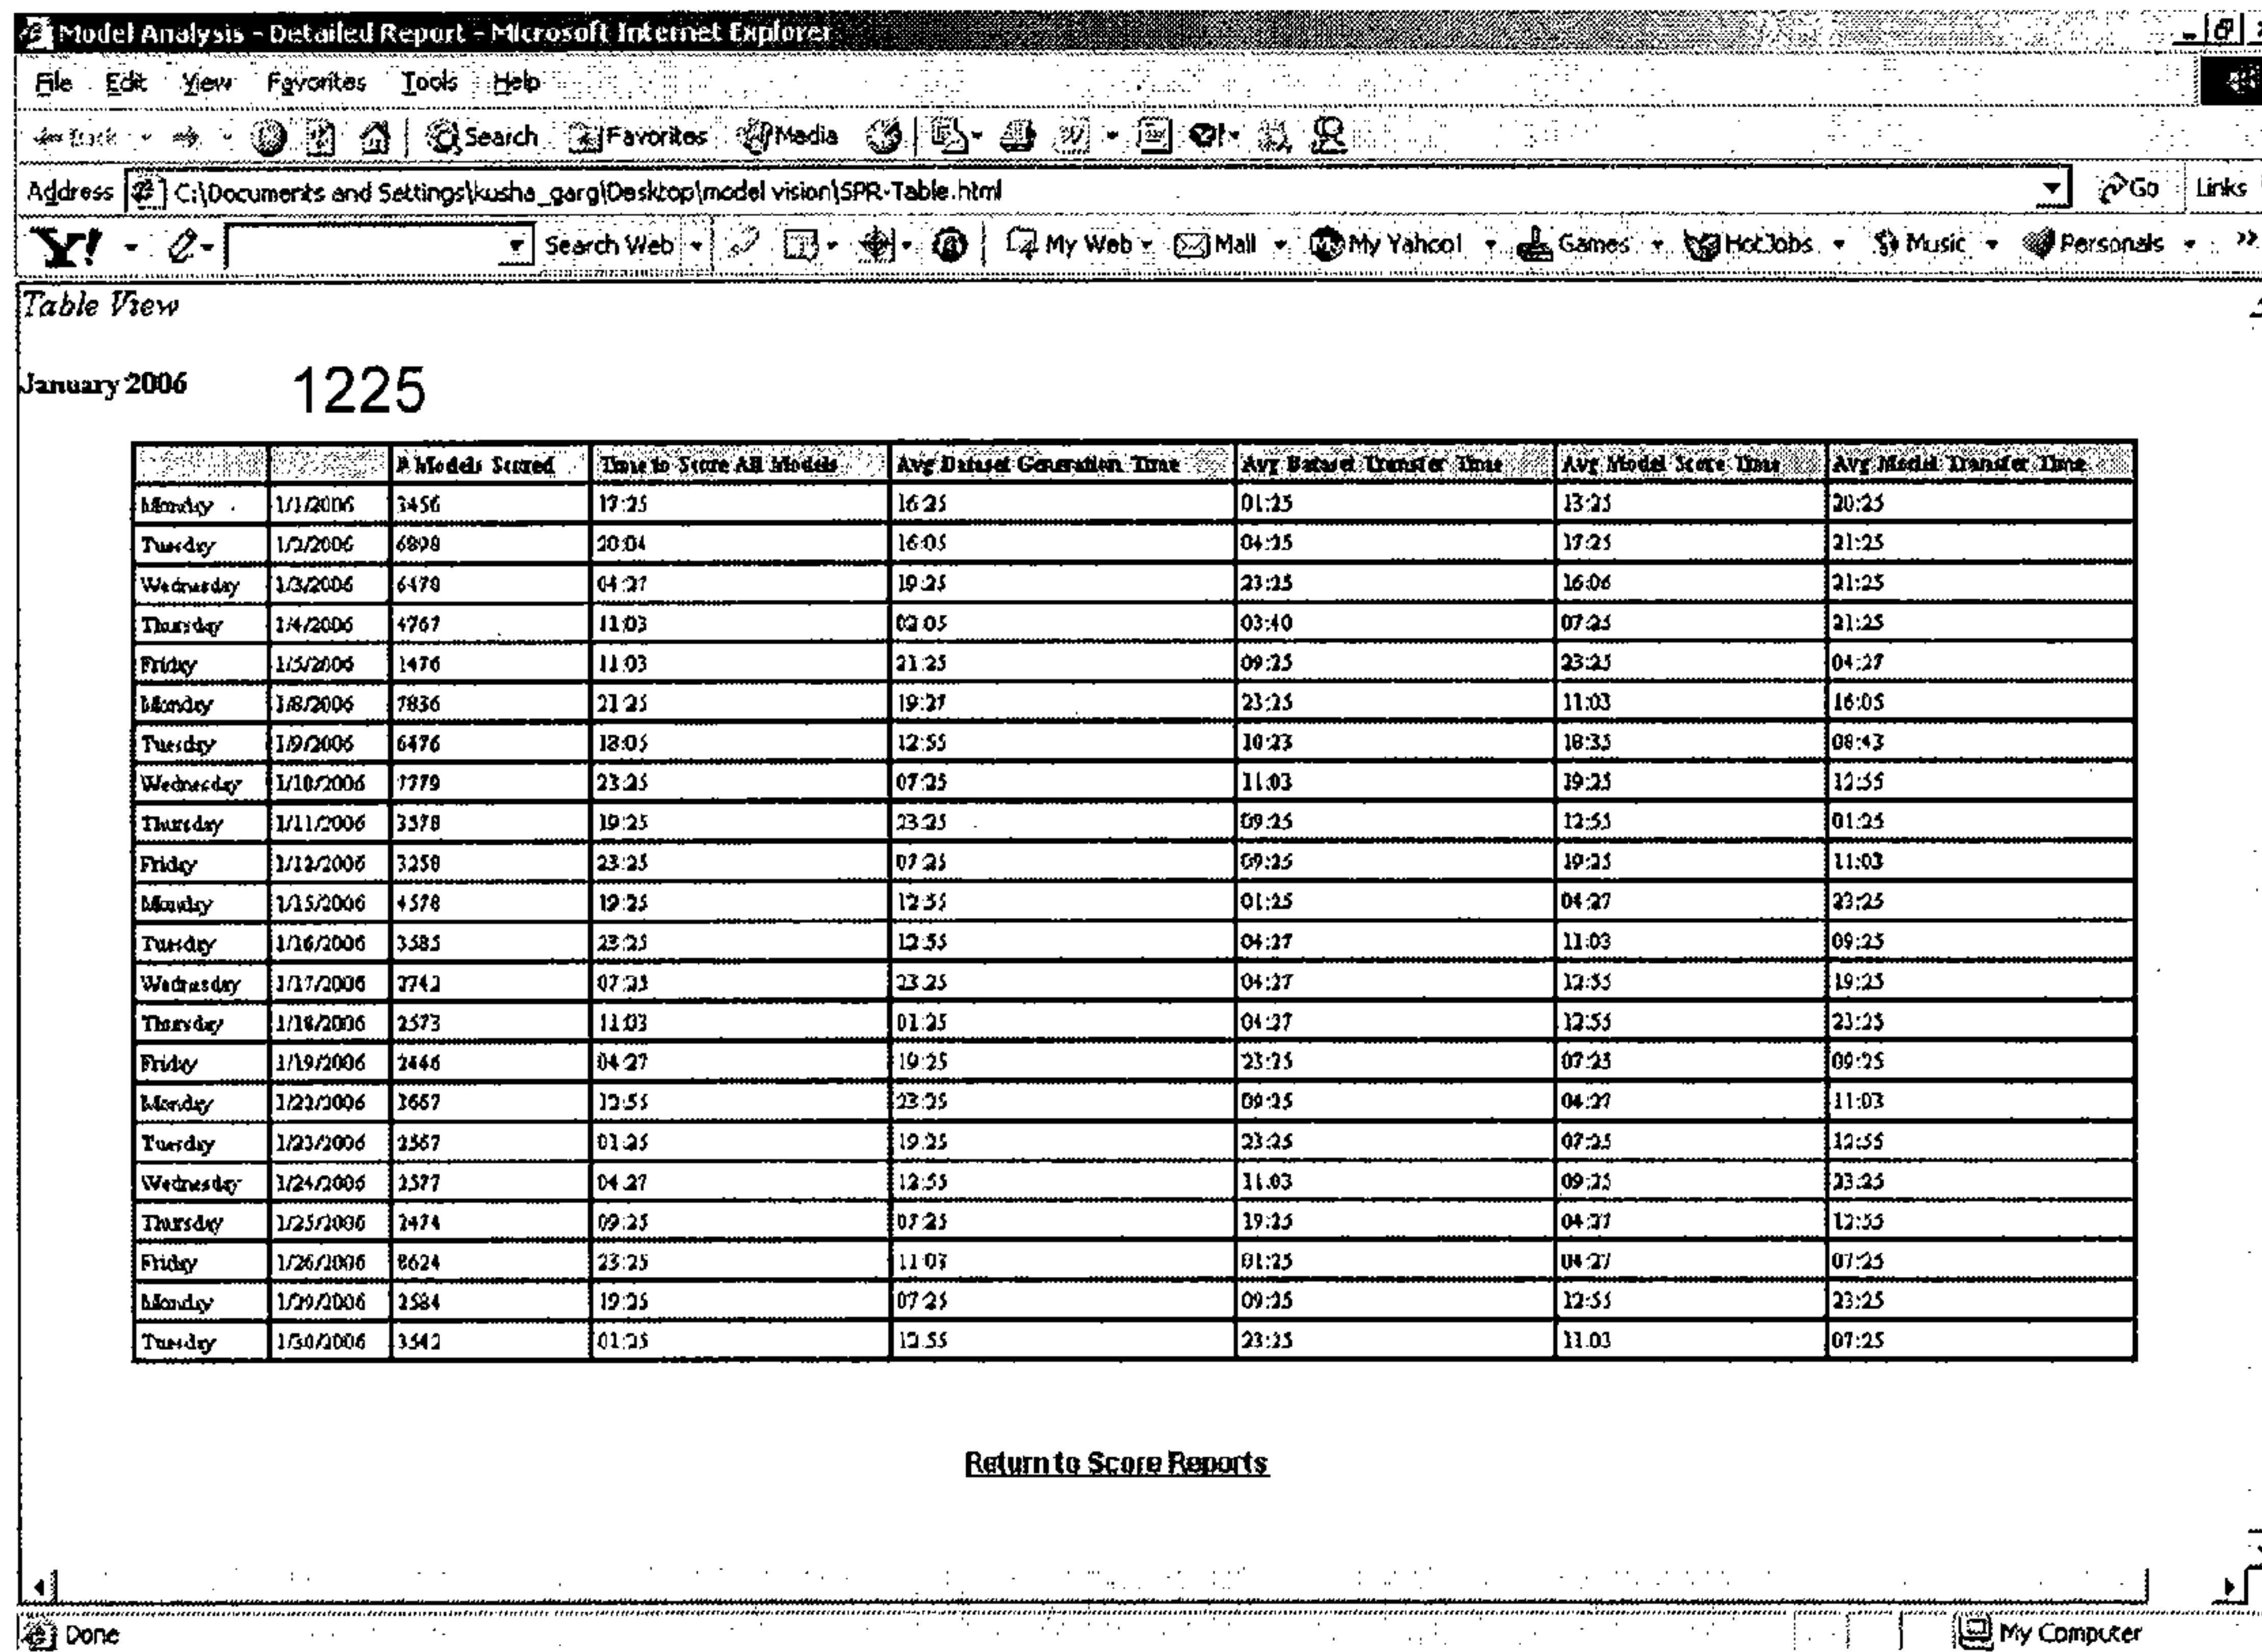 Model Analysis - Detailed Report - Microsoft Internet Explorer
File Edit View Favorites Tools Help
Back Search Favorites Media
Address C:\Documents and Settings\kusha_garg\Desktop\model vision\SPR-Table.html Go Links
Y! Search Web My Web Mail My Yahoo! Games HotJobs Music Personals »
Table View
January 2006 1225
# Models Scored Time to Score All Models Avg Dataset Generation Time Avg Dataset Transfer Time Avg Model Score Time Avg Model Transfer Time
Monday 1/1/2006 3456 17:25 16:25 01:25 13:25 20:25
Tuesday 1/2/2006 20:04 16:05 04:25 17:25 21:25
Wednesday 1/3/2006 04:27 19:25 23:25 16:06 21:25
Thursday 1/4/2006 4767 11:03 02:05 03:40 07:25 21:25
Friday 1/5/2006 11:03 21:25 09:25 23:25 04:27
Monday 1/8/2006 7836 21:25 19:27 23:25 11:03 16:05
Tuesday 1/9/2006 6476 18:05 12:55 10:23 18:35 08:43
Wednesday 1/10/2006 23:25 07:25 11:03 19:25 12:55
Thursday 1/11/2006 3578 19:25 23:25 09:25 12:55 01:25
Friday 1/12/2006 3258 23:25 07:25 09:25 19:25 11:03
Monday 1/15/2006 4578 19:25 12:55 01:25 04:27 23:25
Tuesday 1/16/2006 3585 23:25 12:55 04:27 11:03 09:25
Wednesday 1/17/2006 07:25 23:25 04:27 12:55 19:25
Thursday 1/18/2006 2573 11:03 01:25 04:27 12:55 23:25
Friday 1/19/2006 2446 04:27 19:25 23:25 07:25 09:25
Monday 1/22/2006 12:55 23:25 09:25 04:27 11:03
Tuesday 1/23/2006 01:25 19:25 23:25 07:25 12:55
Wednesday 1/24/2006 04:27 12:55 11:03 09:25 23:25
Thursday 1/25/2006 09:25 07:25 19:25 04:27 12:55
Friday 1/26/2006 8624 23:25 11:03 01:25 04:27 07:25
Monday 1/29/2006 19:25 07:25 09:25 12:55 23:25
Tuesday 1/30/2006 3542 01:25 12:55 23:25 11:03 07:25
Return to Score Reports
Done My Computer